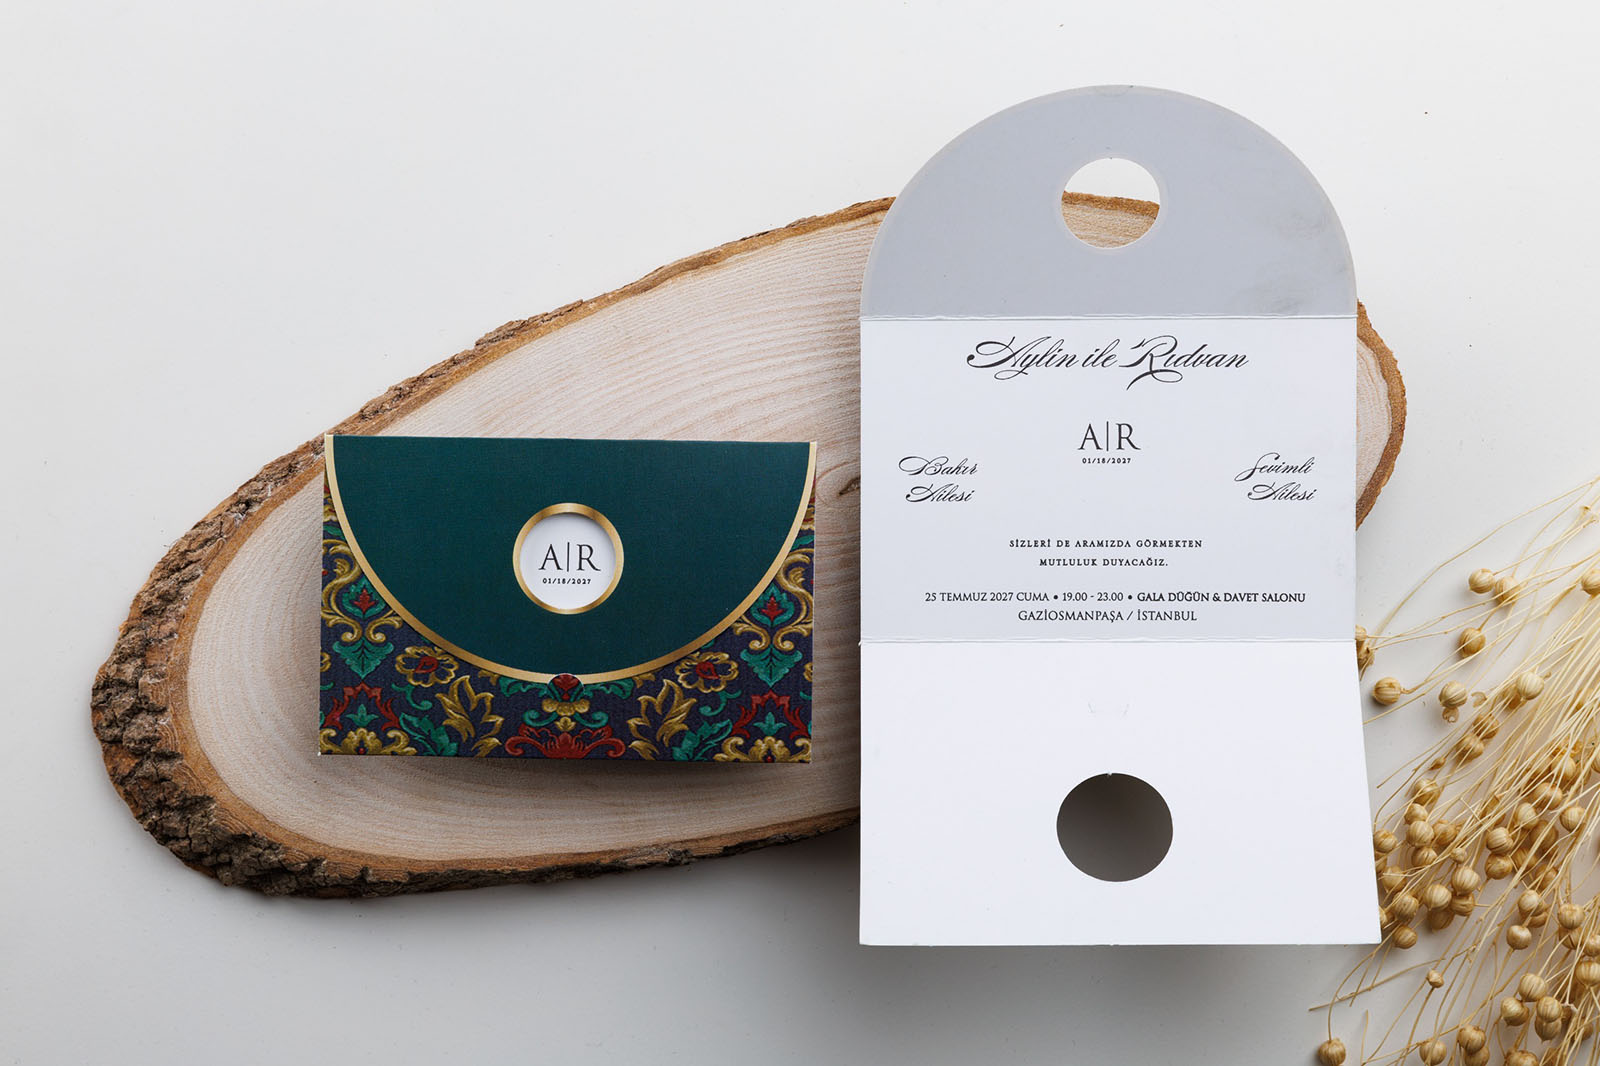 A|R
01/18/2027
Aylin ile Rıdvan
A|R
01/18/2027
Bakır
Ailesi
Sevimli
Ailesi
SİZLERİ DE ARAMIZDA GÖRMEKTEN
MUTLULUK DUYACAĞIZ.
25 TEMMUZ 2027 CUMA • 19.00 - 23.00 • GALA DÜĞÜN & DAVET SALONU
GAZİOSMANPAŞA / İSTANBUL